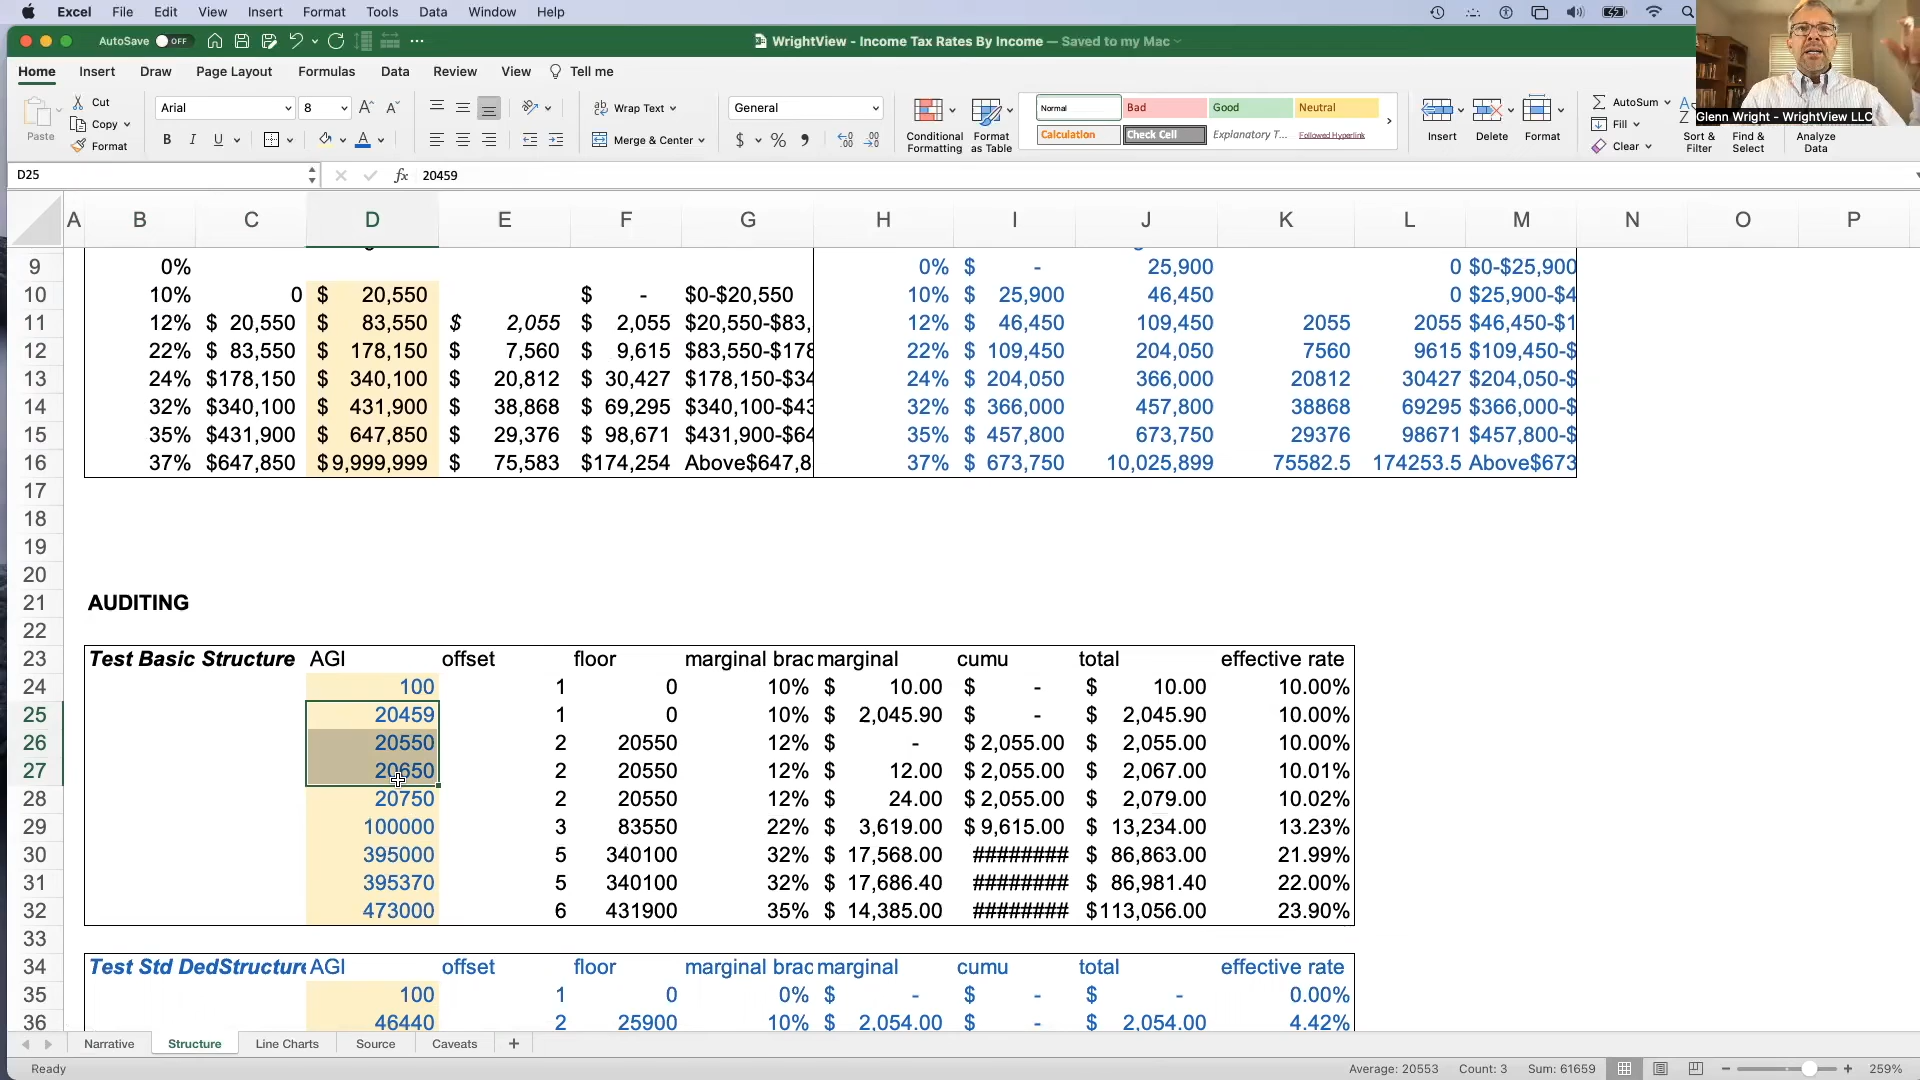 Excel File Edit View Insert Format Tools Data Window Help
AutoSave OFF
WrightView - Income Tax Rates By Income — Saved to my Mac
Home Insert Draw Page Layout Formulas Data Review View Tell me
Paste Cut Copy Format
Arial 8
B I U
Wrap Text
Merge & Center
General
$ %
Conditional Formatting
Format as Table
Normal Bad Good Neutral
Calculation Check Cell Explanatory T... Followed Hyperlink
Insert Delete Format
AutoSum
Fill
Clear
Sort & Filter
Find & Select
Analyze Data
Glenn Wright - WrightView LLC
D25 fx 20459
A B C D E F G H I J K L M N O P
9 0% 0% $ - 25,900 0 $0-$25,900
10 10% 0 $ 20,550 $ - $0-$20,550 10% $ 25,900 46,450 0 $25,900-$4
11 12% $ 20,550 $ 83,550 $ 2,055 $ 2,055 $20,550-$83, 12% $ 46,450 109,450 2055 2055 $46,450-$1
12 22% $ 83,550 $ 178,150 $ 7,560 $ 9,615 $83,550-$178 22% $ 109,450 204,050 7560 9615 $109,450-$
13 24% $178,150 $ 340,100 $ 20,812 $ 30,427 $178,150-$34 24% $ 204,050 366,000 20812 30427 $204,050-$
14 32% $340,100 $ 431,900 $ 38,868 $ 69,295 $340,100-$43 32% $ 366,000 457,800 38868 69295 $366,000-$
15 35% $431,900 $ 647,850 $ 29,376 $ 98,671 $431,900-$64 35% $ 457,800 673,750 29376 98671 $457,800-$
16 37% $647,850 $9,999,999 $ 75,583 $174,254 Above$647,8 37% $ 673,750 10,025,899 75582.5 174253.5 Above$673
17
18
19
20
21 AUDITING
22
23 Test Basic Structure AGI offset floor marginal brac marginal cumu total effective rate
24 100 1 0 10% $ 10.00 $ - $ 10.00 10.00%
25 20459 1 0 10% $ 2,045.90 $ - $ 2,045.90 10.00%
26 20550 2 20550 12% $ - $ 2,055.00 $ 2,055.00 10.00%
27 20650 2 20550 12% $ 12.00 $ 2,055.00 $ 2,067.00 10.01%
28 20750 2 20550 12% $ 24.00 $ 2,055.00 $ 2,079.00 10.02%
29 100000 3 83550 22% $ 3,619.00 $ 9,615.00 $ 13,234.00 13.23%
30 395000 5 340100 32% $ 17,568.00 ######## $ 86,863.00 21.99%
31 395370 5 340100 32% $ 17,686.40 ######## $ 86,981.40 22.00%
32 473000 6 431900 35% $ 14,385.00 ######## $113,056.00 23.90%
33
34 Test Std DedStructure AGI offset floor marginal brac marginal cumu total effective rate
35 100 1 0 0% $ - $ - $ - 0.00%
36 46440 2 25900 10% $ 2,054.00 $ - $ 2,054.00 4.42%
Narrative Structure Line Charts Source Caveats +
Ready Average: 20553 Count: 3 Sum: 61659 259%